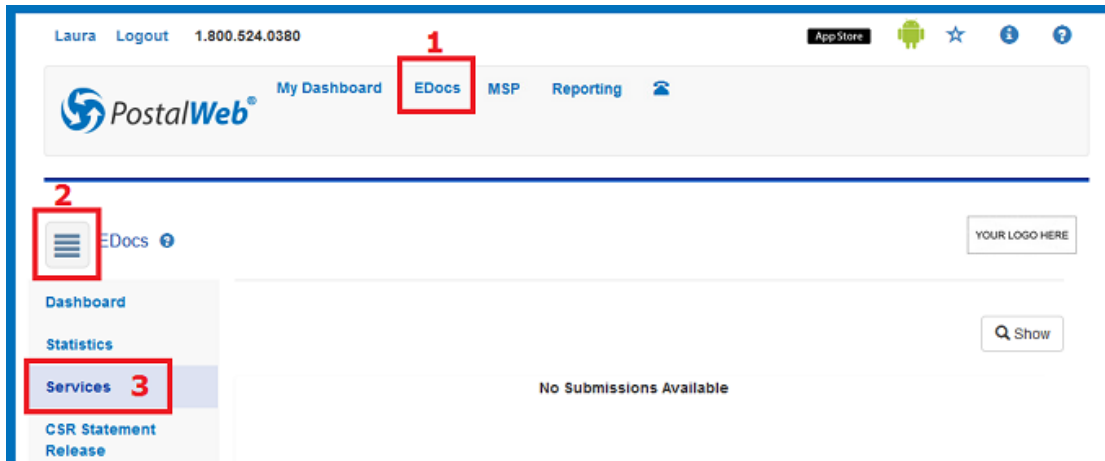 Laura Logout 1.800.524.0380 App Store
1
My Dashboard EDocs MSP Reporting
PostalWeb®
2
EDocs
YOUR LOGO HERE
Dashboard
Statistics
Show
Services 3
No Submissions Available
CSR Statement
Release